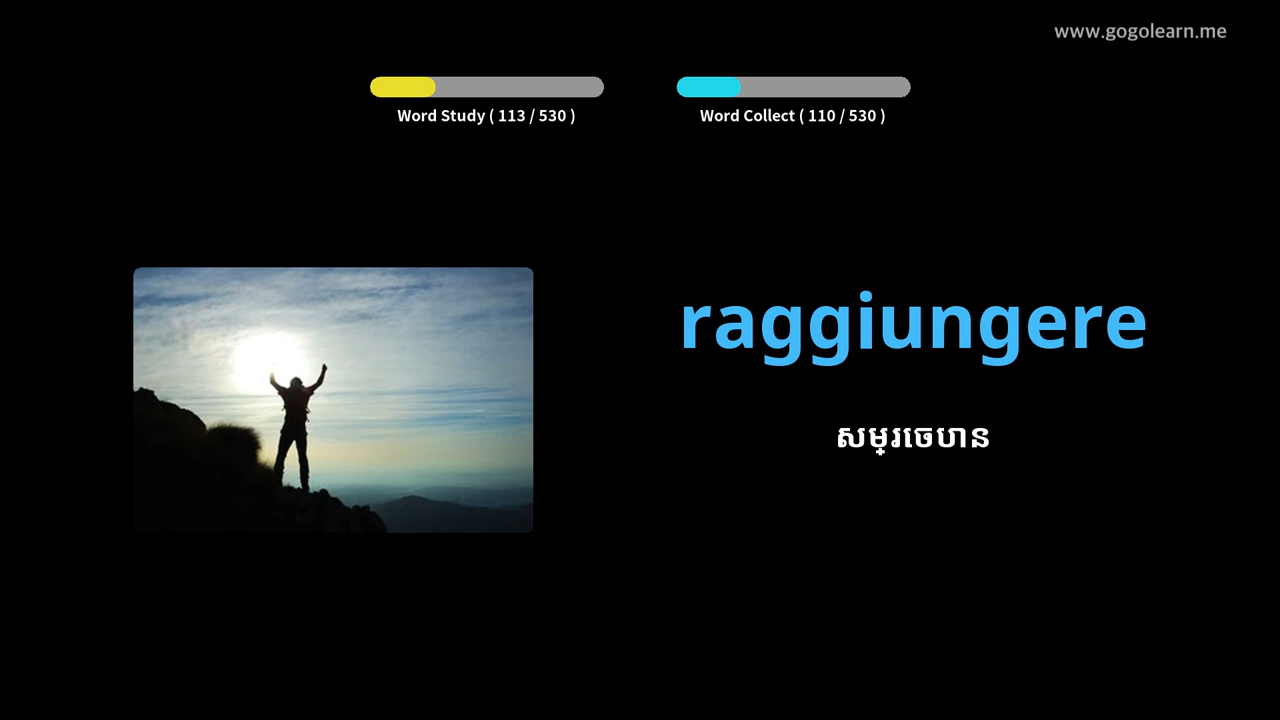 www.gogolearn.me
Word Study ( 113 / 530 )
Word Collect ( 110 / 530 )
raggiungere
សម្រេចបាន